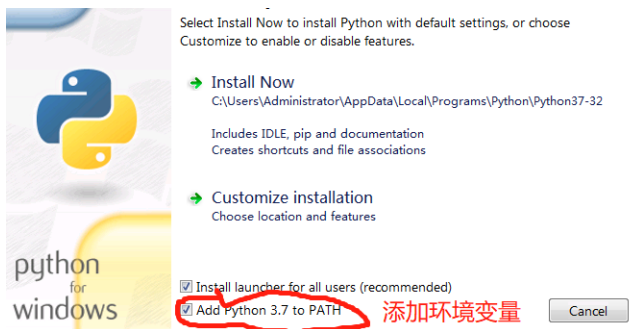 Select Install Now to install Python with default settings, or choose
Customize to enable or disable features.
Install Now
C:\Users\Administrator\AppData\Local\Programs\Python\Python37-32
Includes IDLE, pip and documentation
Creates shortcuts and file associations
Customize installation
Choose location and features
python
for
windows
Install launcher for all users (recommended)
Add Python 3.7 to PATH
添加环境变量
Cancel